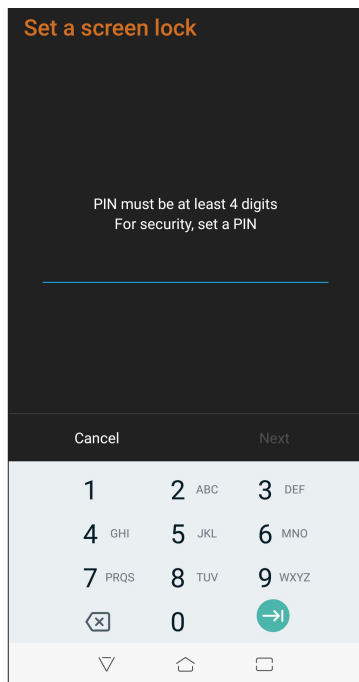 Set a screen lock
PIN must be at least 4 digits
For security, set a PIN
Cancel Next
1 2 ABC 3 DEF
4 GHI 5 JKL 6 MNO
7 PRQS 8 TUV 9 WXYZ
0